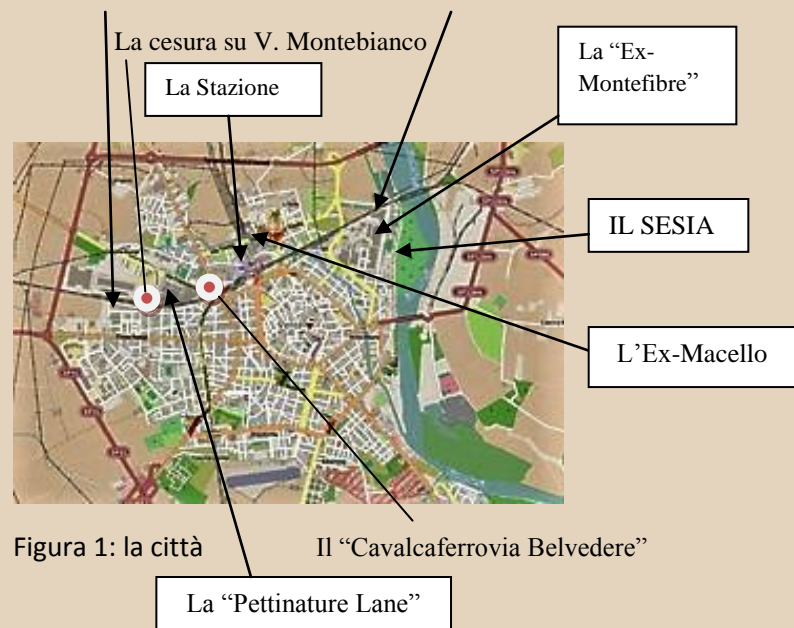 La cesura su V. Montebianco
La Stazione
La “Ex-
Montefibre”
IL SESIA
L’Ex-Macello
Figura 1: la città
Il “Cavalcaferrovia Belvedere”
La “Pettinature Lane”